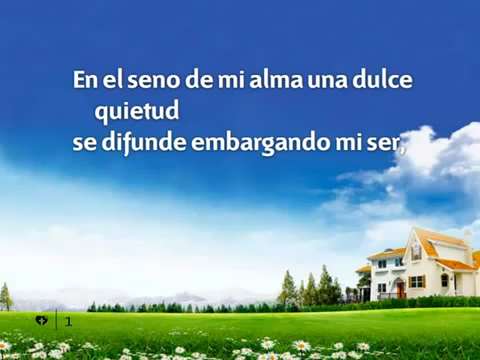 En el seno de mi alma una dulce
quietud
se difunde embargando mi ser,
1